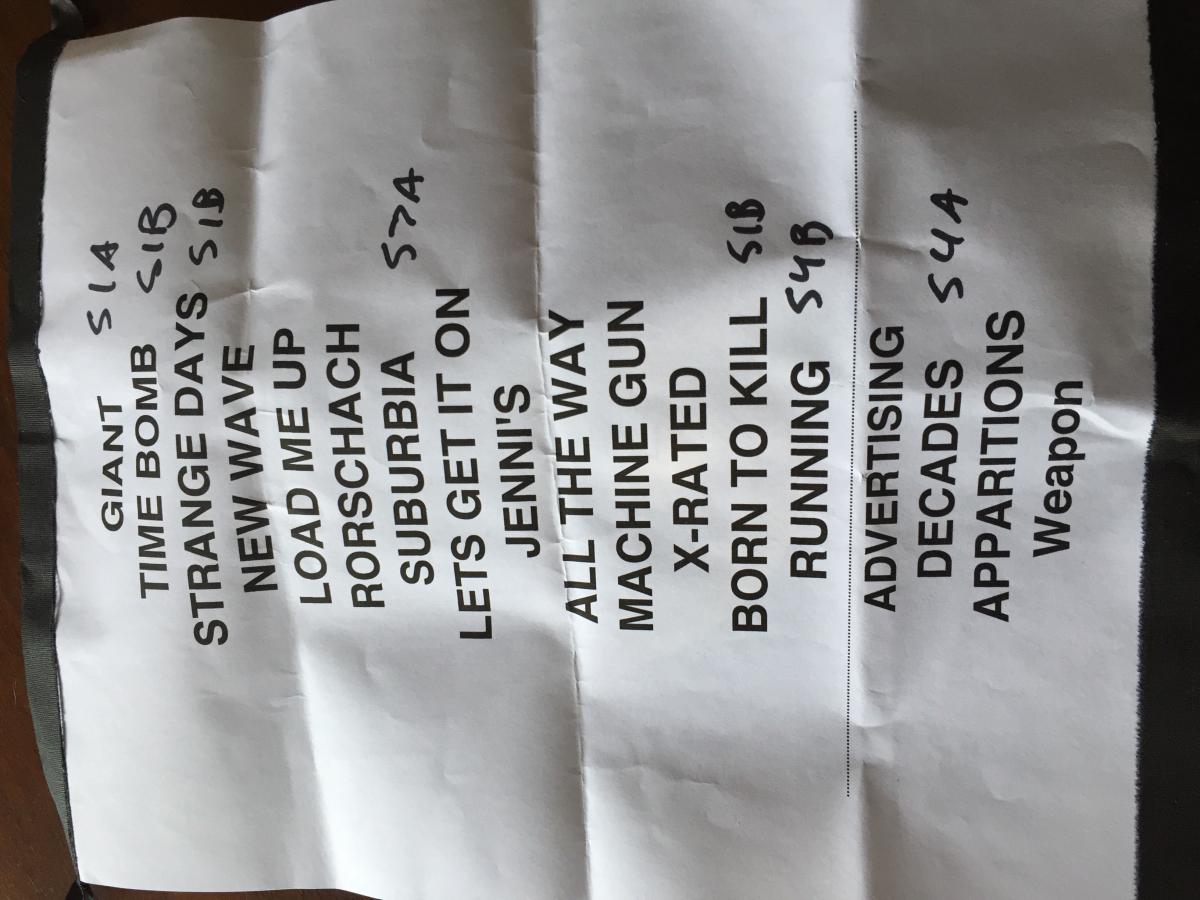 GIANT S1A
TIME BOMB S1B
STRANGE DAYS S1B
NEW WAVE
LOAD ME UP
RORSCHACH
SUBURBIA S7A
LETS GET IT ON
JENNI'S
ALL THE WAY
MACHINE GUN
X-RATED
BORN TO KILL S1B
RUNNING S4B
ADVERTISING
DECADES S4A
APPARITIONS
Weapon